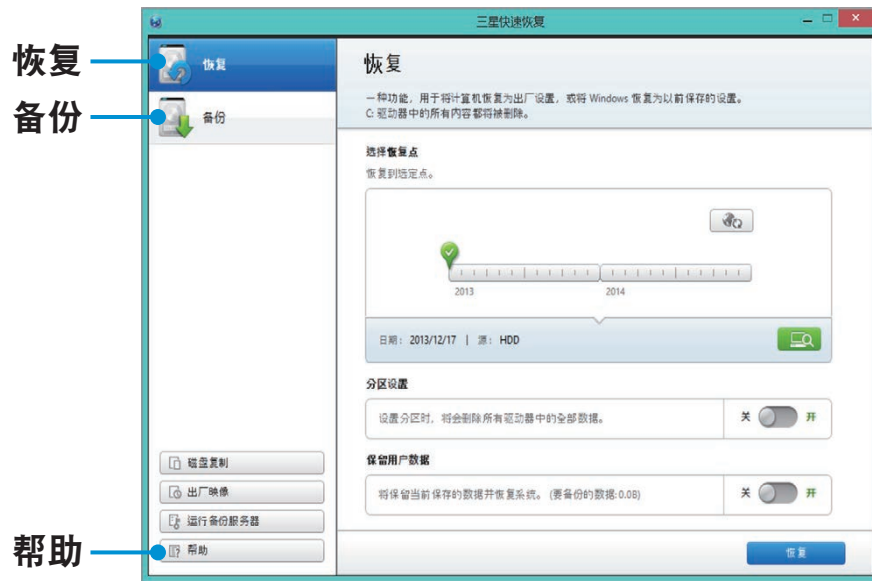 三星快速恢复
恢复
备份
帮助
恢复
备份
恢复
一种功能，用于将计算机恢复为出厂设置，或将 Windows 恢复为以前保存的设置。
C: 驱动器中的所有内容都将被删除。
选择恢复点
恢复到选定点。
2013
2014
日期： 2013/12/17 | 源： HDD
分区设置
设置分区时，将会删除所有驱动器中的全部数据。
关 开
保留用户数据
将保留当前保存的数据并恢复系统。 (要备份的数据:0.0B)
关 开
磁盘复制
出厂映像
运行备份服务器
帮助
恢复